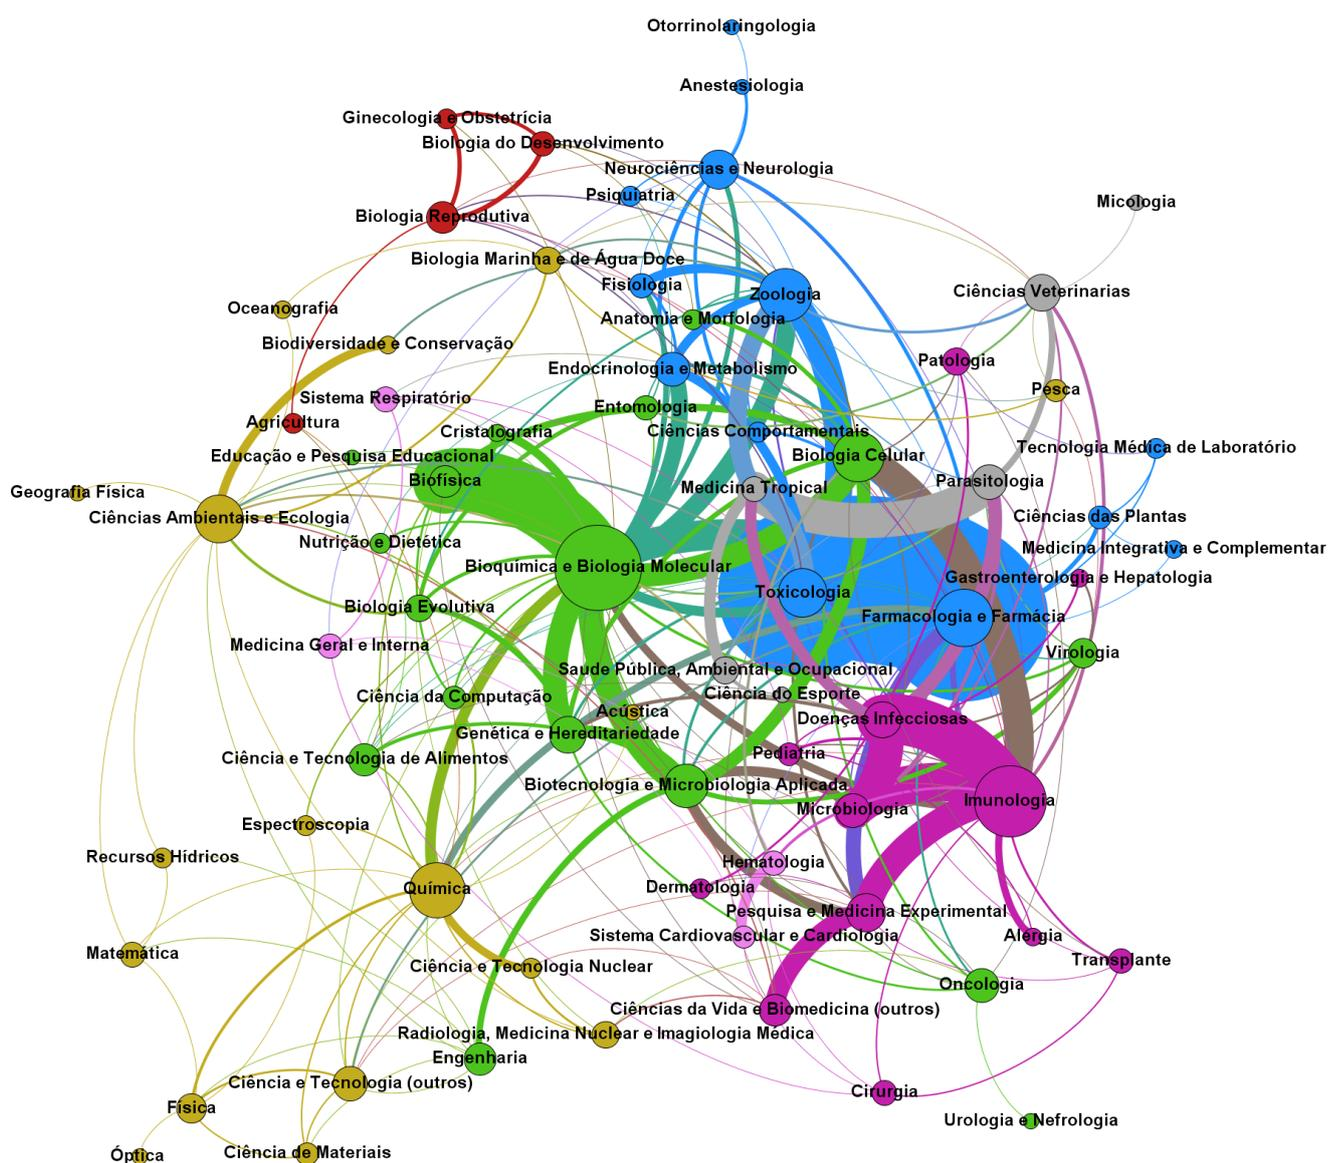 Otorrinolaringologia
Anestesiologia
Ginecologia e Obstetrícia
Biologia do Desenvolvimento
Neurociências e Neurologia
Psiquiatria
Micologia
Biologia Reprodutiva
Biologia Marinha e de Água Doce
Fisiologia
Zoologia
Ciências Veterinarias
Oceanografia
Anatomia e Morfologia
Biodiversidade e Conservação
Patologia
Endocrinologia e Metabolismo
Pesca
Sistema Respiratório
Entomologia
Agricultura
Cristalografia
Ciências Comportamentais
Tecnologia Médica de Laboratório
Educação e Pesquisa Educacional
Biologia Celular
Biofísica
Medicina Tropical
Parasitologia
Geografia Física
Ciências Ambientais e Ecologia
Ciências das Plantas
Nutrição e Dietética
Medicina Integrativa e Complementar
Bioquímica e Biologia Molecular
Gastroenterologia e Hepatologia
Toxicologia
Biologia Evolutiva
Farmacologia e Farmácia
Medicina Geral e Interna
Virologia
Saude Pública, Ambiental e Ocupacional
Ciência da Computação
Ciência do Esporte
Acústica
Doenças Infecciosas
Genética e Hereditariedade
Pediatria
Ciência e Tecnologia de Alimentos
Biotecnologia e Microbiologia Aplicada
Imunologia
Microbiologia
Espectroscopia
Recursos Hídricos
Hematologia
Química
Dermatologia
Pesquisa e Medicina Experimental
Sistema Cardiovascular e Cardiologia
Alergia
Matemática
Transplante
Ciência e Tecnologia Nuclear
Oncologia
Ciências da Vida e Biomedicina (outros)
Radiologia, Medicina Nuclear e Imagiologia Médica
Engenharia
Ciência e Tecnologia (outros)
Cirurgia
Física
Urologia e Nefrologia
Óptica
Ciência de Materiais